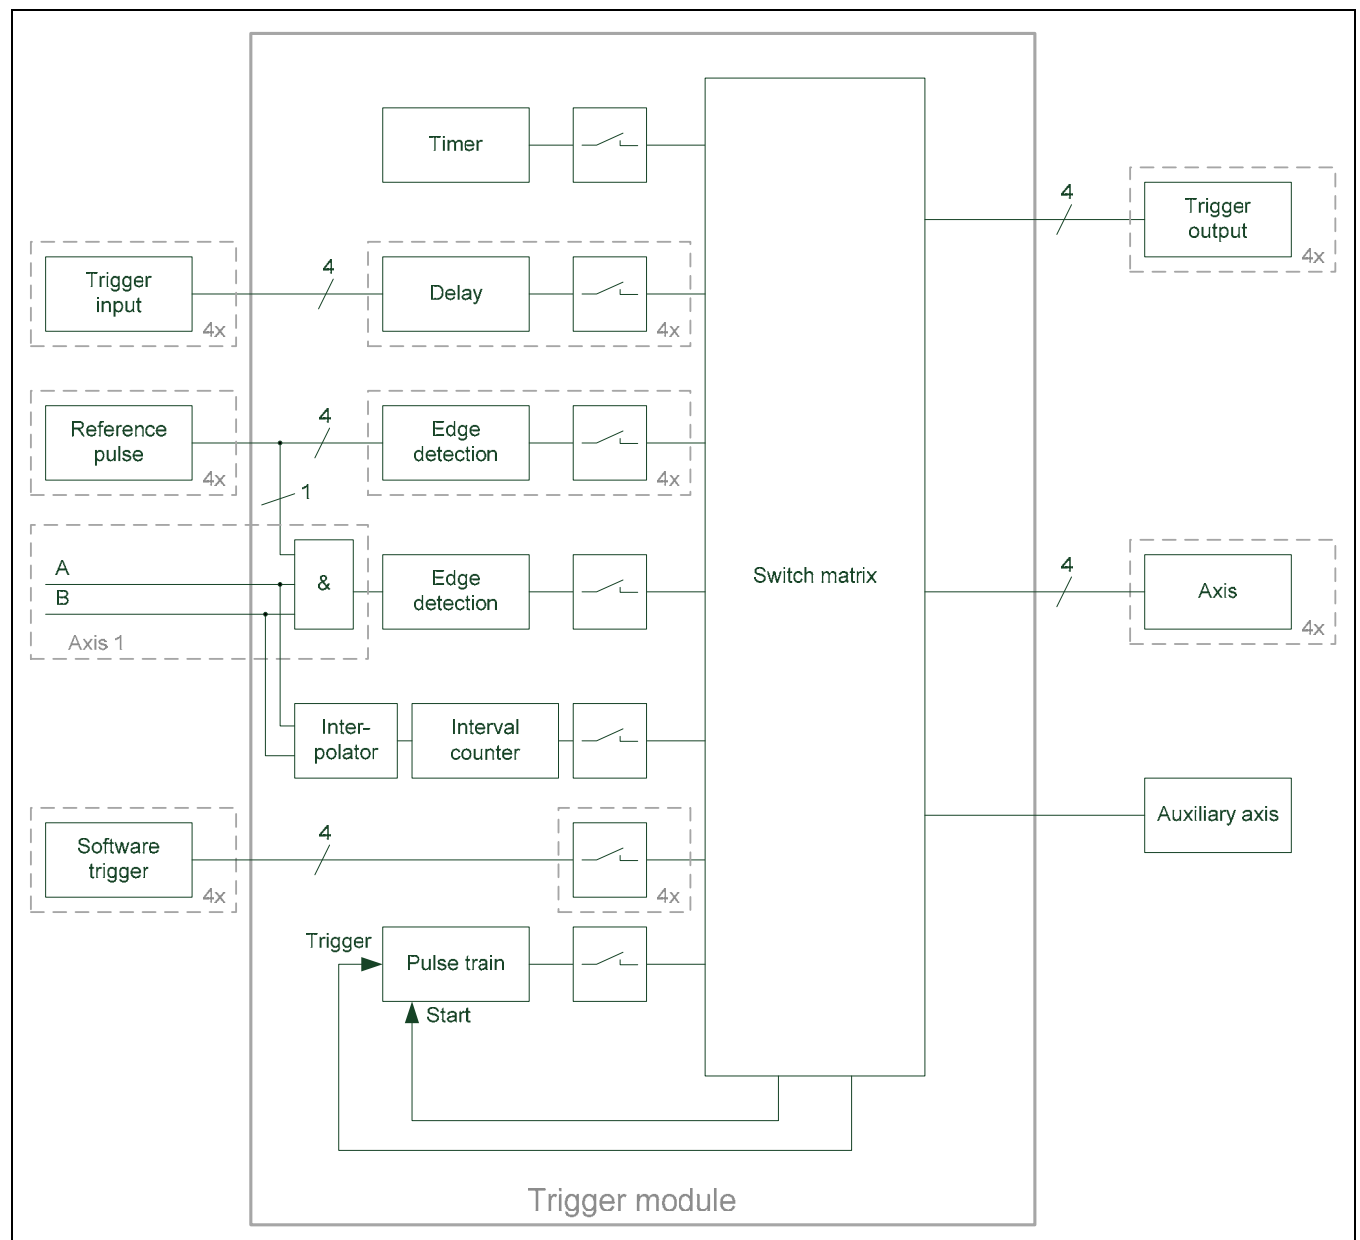 Timer
4
Trigger
output
4x
Trigger
input
4x
4
Delay
4x
Reference
pulse
4x
4
Edge
detection
4x
1
A
B
Axis 1
&
Edge
detection
Switch matrix
4
Axis
4x
Inter-
polator
Interval
counter
Software
trigger
4x
4
4x
Auxiliary axis
Trigger
Pulse train
Start
Trigger module